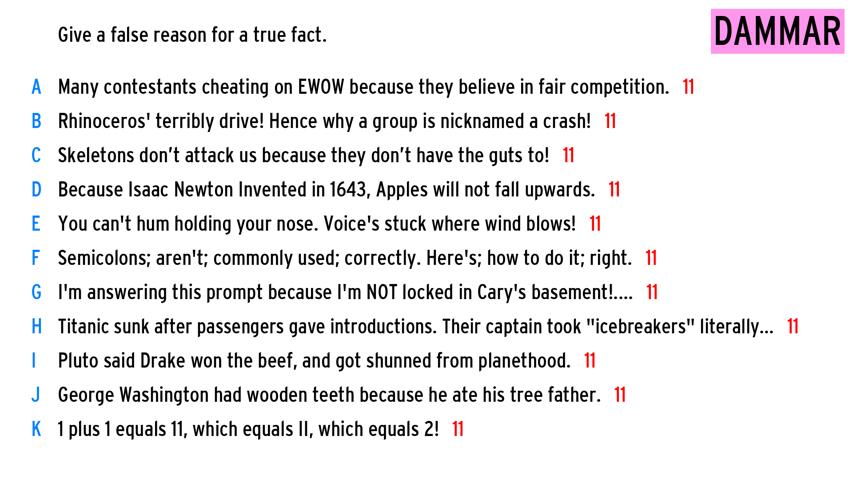 Give a false reason for a true fact.
DAMMAR
A Many contestants cheating on EWOW because they believe in fair competition. 11
B Rhinoceros' terribly drive! Hence why a group is nicknamed a crash! 11
C Skeletons don’t attack us because they don’t have the guts to! 11
D Because Isaac Newton Invented in 1643, Apples will not fall upwards. 11
E You can't hum holding your nose. Voice's stuck where wind blows! 11
F Semicolons; aren't; commonly used; correctly. Here's; how to do it; right. 11
G I'm answering this prompt because I'm NOT locked in Cary's basement!.... 11
H Titanic sunk after passengers gave introductions. Their captain took "icebreakers" literally... 11
I Pluto said Drake won the beef, and got shunned from planethood. 11
J George Washington had wooden teeth because he ate his tree father. 11
K 1 plus 1 equals 11, which equals II, which equals 2! 11